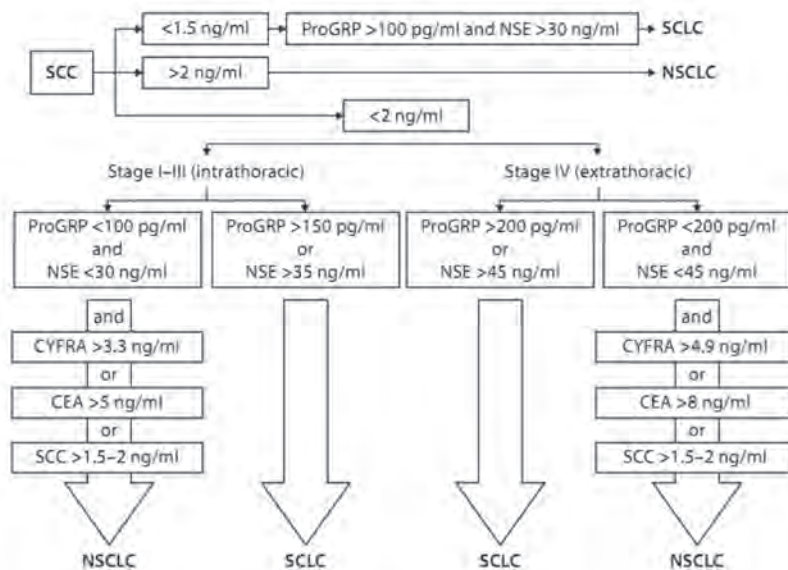 <1.5 ng/ml
ProGRP >100 pg/ml and NSE >30 ng/ml
SCLC
SCC
>2 ng/ml
NSCLC
<2 ng/ml
Stage I–III (intrathoracic)
Stage IV (extrathoracic)
ProGRP <100 pg/ml
and
NSE <30 ng/ml
ProGRP >150 pg/ml
or
NSE >35 ng/ml
ProGRP >200 pg/ml
or
NSE >45 ng/ml
ProGRP <200 pg/ml
and
NSE <45 ng/ml
and
CYFRA >3.3 ng/ml
or
CEA >5 ng/ml
or
SCC >1.5–2 ng/ml
and
CYFRA >4.9 ng/ml
or
CEA >8 ng/ml
or
SCC >1.5–2 ng/ml
NSCLC
SCLC
SCLC
NSCLC